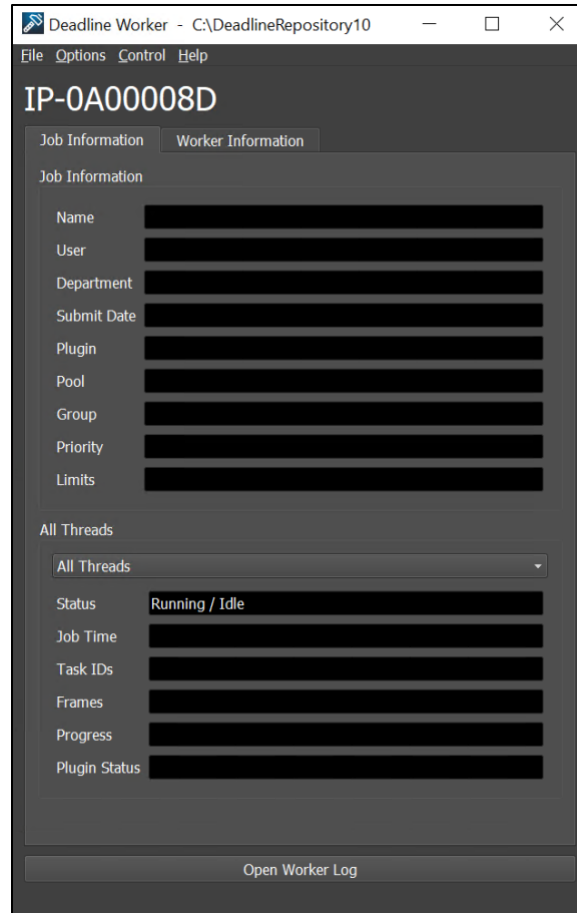 Deadline Worker - C:\DeadlineRepository10
File Options Control Help
IP-0A00008D
Job Information Worker Information
Job Information
Name
User
Department
Submit Date
Plugin
Pool
Group
Priority
Limits
All Threads
All Threads
Status Running / Idle
Job Time
Task IDs
Frames
Progress
Plugin Status
Open Worker Log